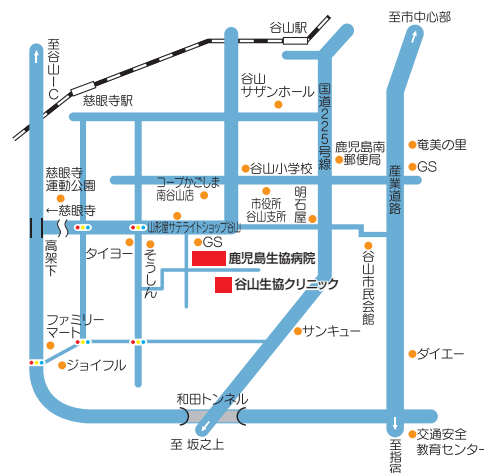 至市中心部
谷山駅
至谷山IC
慈眼寺駅
谷山
サザンホール
国道225号線
鹿児島南
郵便局
奄美の里
GS
谷山小学校
産業道路
慈眼寺
運動公園
コープかごしま
南谷山店
市役所
谷山支所
明石屋
←慈眼寺
山形屋サテライトショップ谷山
高架下
タイヨー
そうしん
GS
鹿児島生協病院
谷山生協クリニック
谷山市民会館
ファミリー
マート
サンキュー
ジョイフル
ダイエー
和田トンネル
至 坂之上
至指宿
交通安全
教育センター